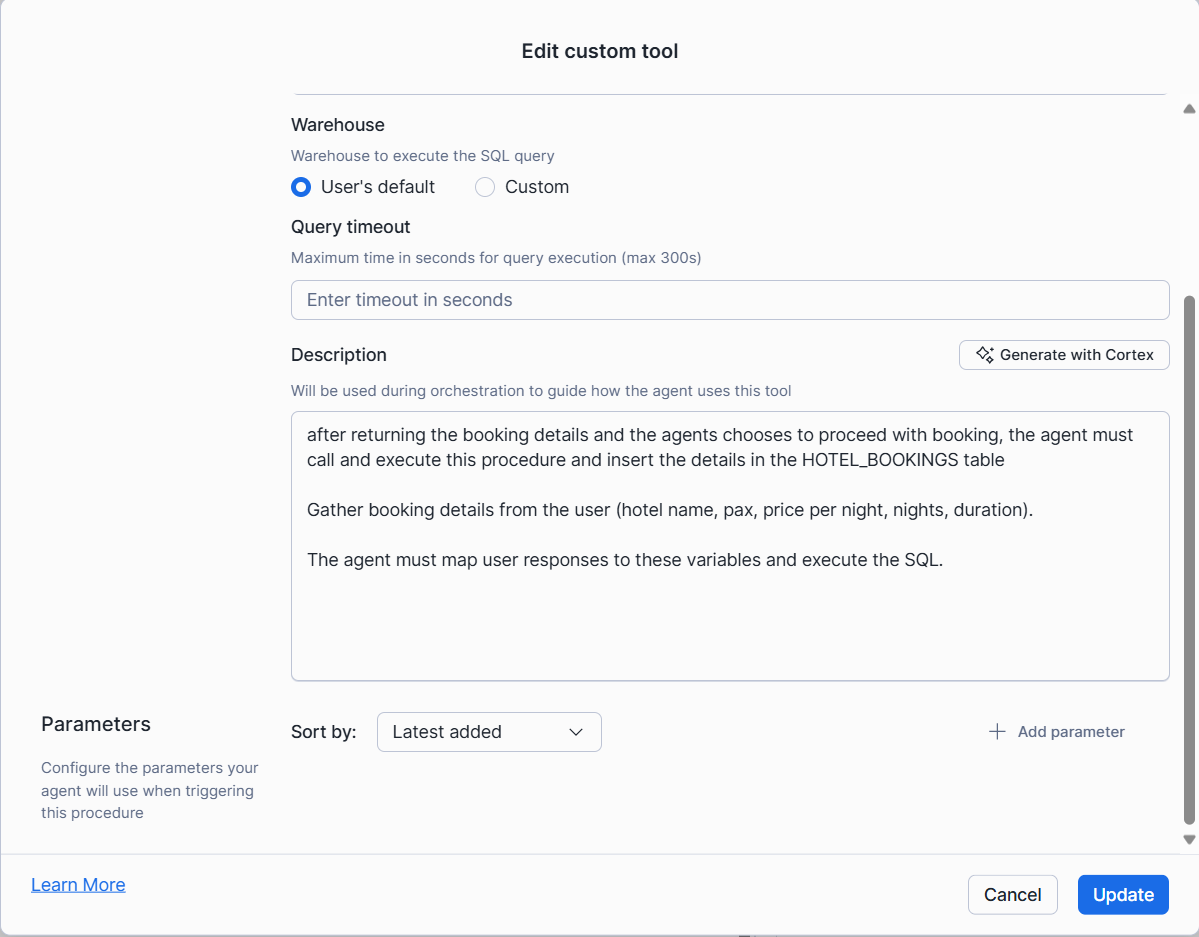 Edit custom tool
Warehouse
Warehouse to execute the SQL query
User's default
Custom
Query timeout
Maximum time in seconds for query execution (max 300s)
Enter timeout in seconds
Description
Generate with Cortex
Will be used during orchestration to guide how the agent uses this tool
after returning the booking details and the agents chooses to proceed with booking, the agent must
call and execute this procedure and insert the details in the HOTEL_BOOKINGS table
Gather booking details from the user (hotel name, pax, price per night, nights, duration).
The agent must map user responses to these variables and execute the SQL.
Parameters
Configure the parameters your
agent will use when triggering
this procedure
Sort by:
Latest added
Add parameter
Learn More
Cancel
Update